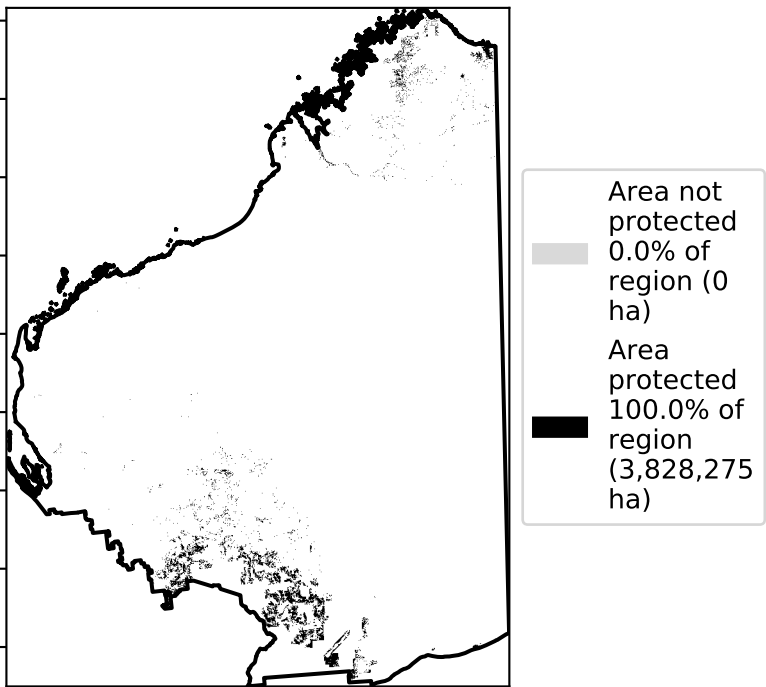 Area not
protected
0.0% of
region (0
ha)
Area
protected
100.0% of
region
(3,828,275
ha)